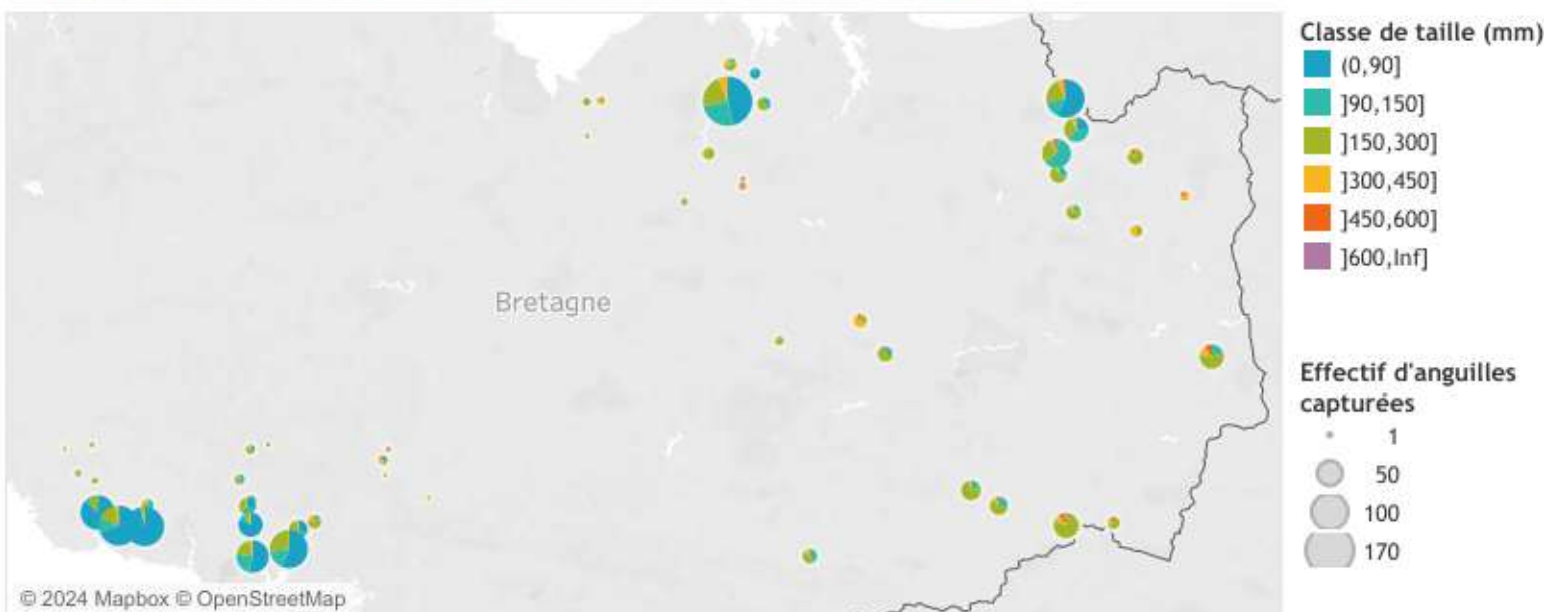 Bretagne
© 2024 Mapbox © OpenStreetMap
Classe de taille (mm)
(0,90]
]90,150]
]150,300]
]300,450]
]450,600]
]600,Inf]
Effectif d'anguilles
capturées
1
50
100
170